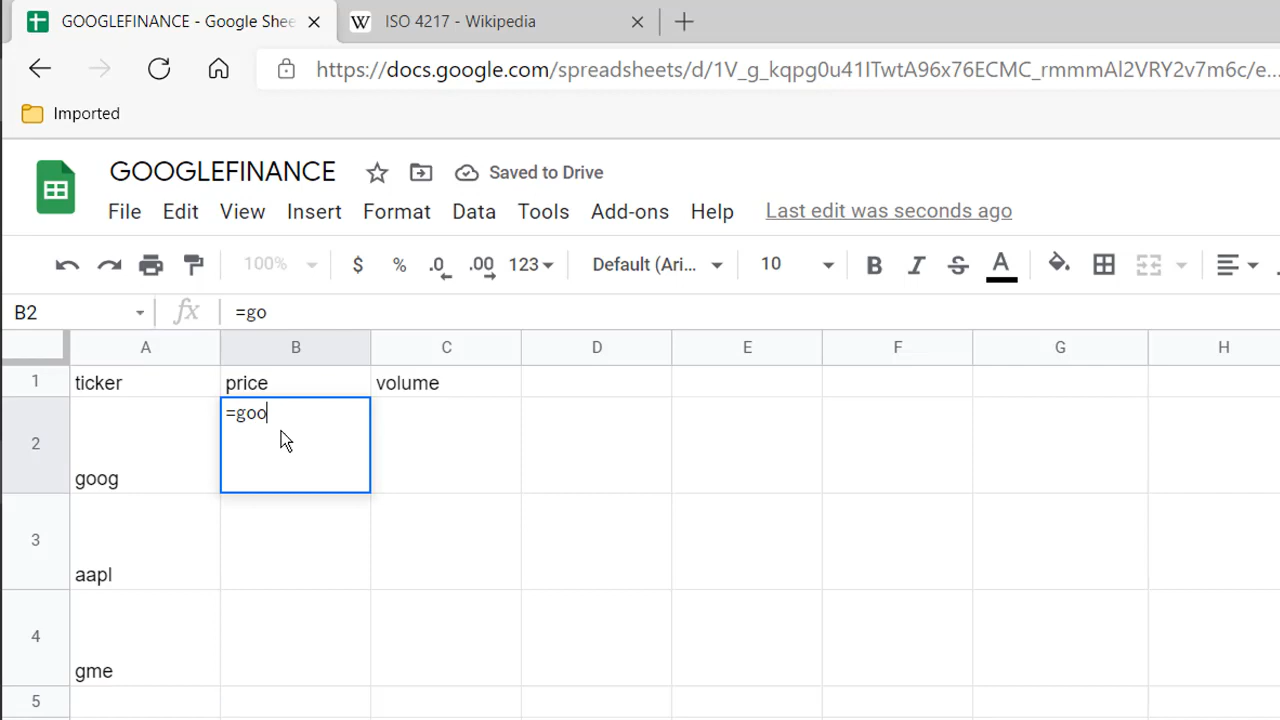 GOOGLEFINANCE - Google Shee
W ISO 4217 - Wikipedia
https://docs.google.com/spreadsheets/d/1V_g_kqpg0u41ITwtA96x76ECMC_rmmmAl2VRY2v7m6c/e...
Imported
GOOGLEFINANCE Saved to Drive
File Edit View Insert Format Data Tools Add-ons Help Last edit was seconds ago
100% $ % .0 .00 123 Default (Ari... 10 B I S A
B2 fx =go
A B C D E F G H
1 ticker price volume
=goo
2
goog
3
aapl
4
gme
5